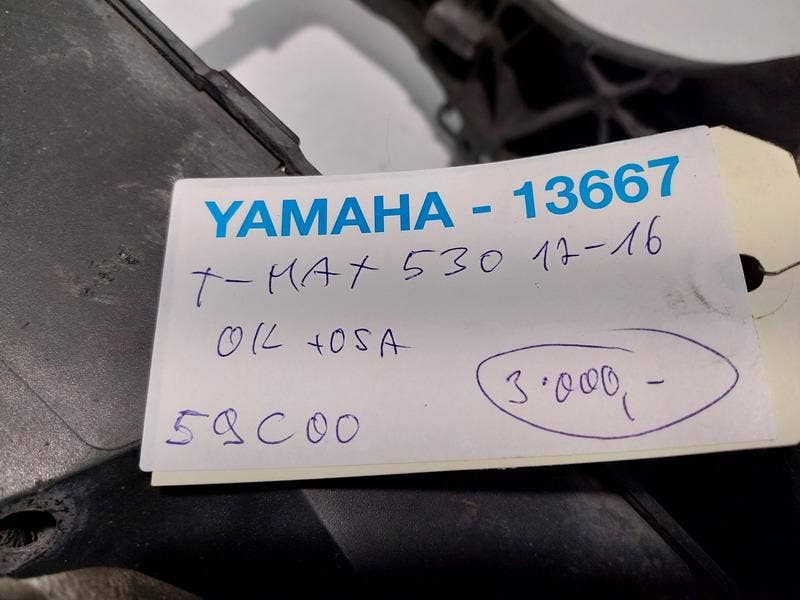 YAMAHA - 13667
T-MAX 530 12-16
OK +OSA
59C00
3.000,-